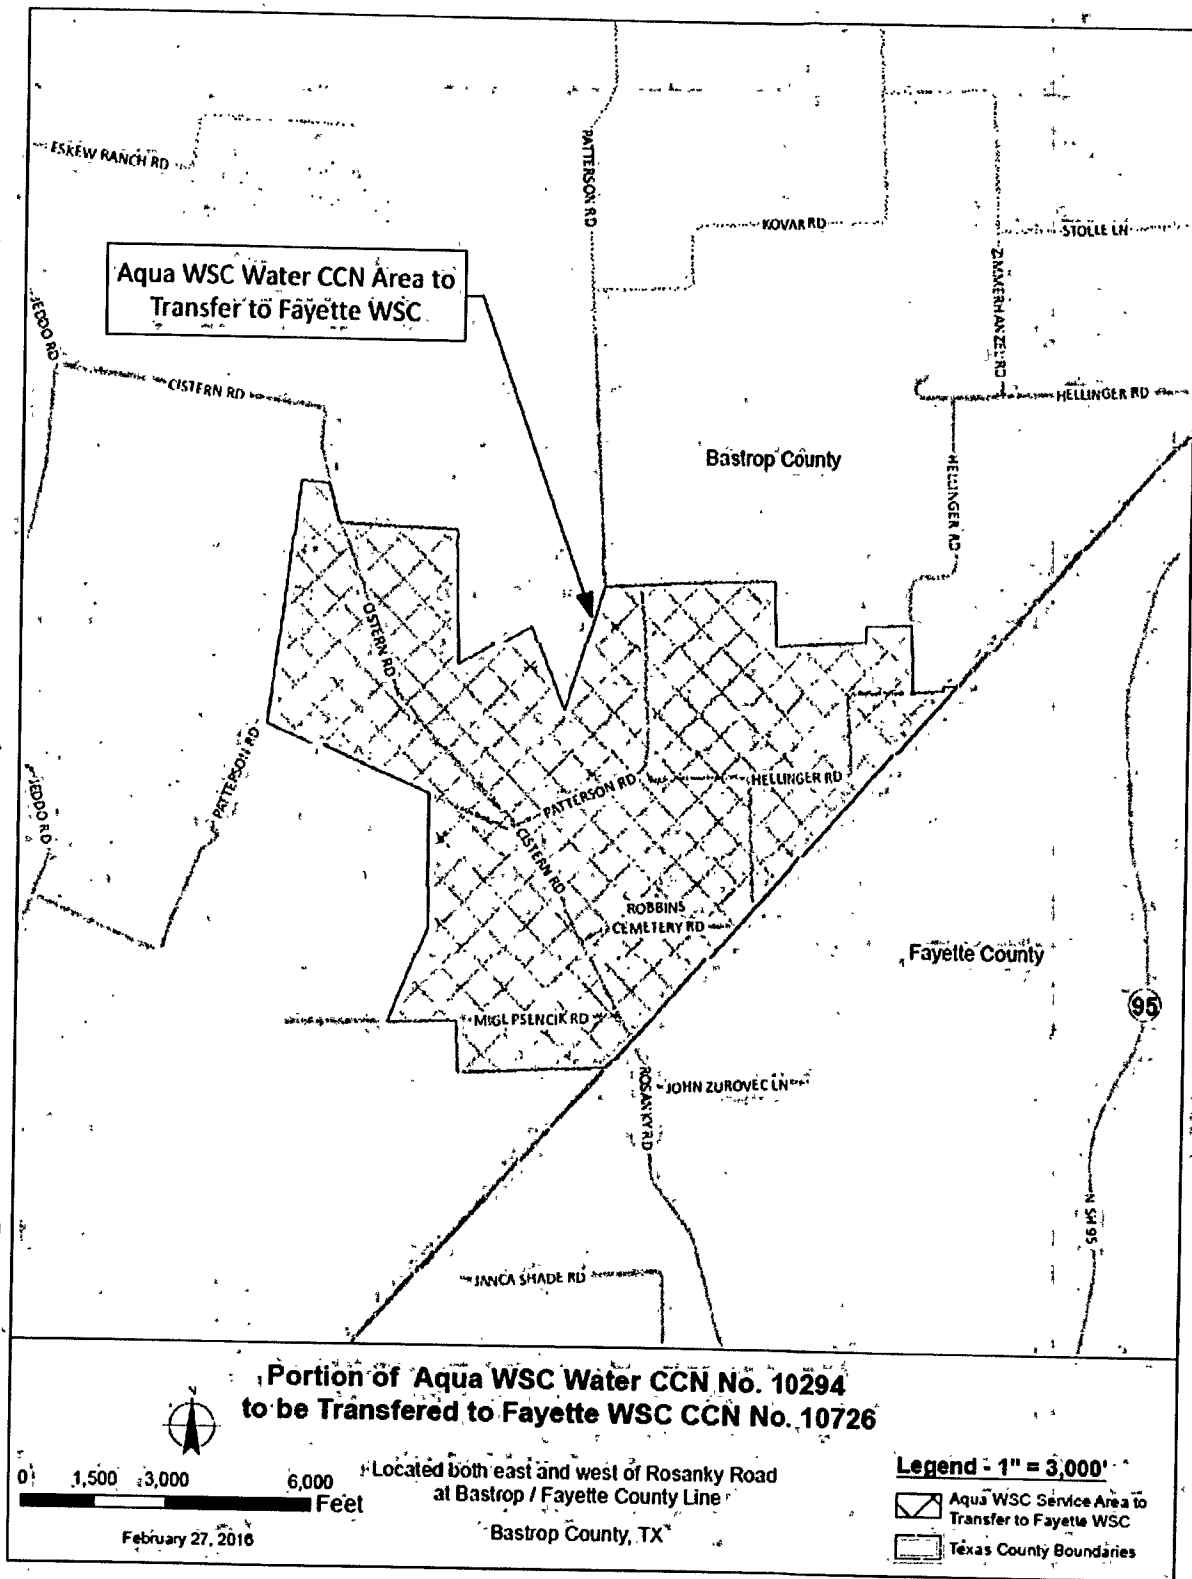 ESKEW RANCH RD
PATTERSON RD
KOVAR RD
STOLLE LN
ZIMMERHANZEL RD
Aqua WSC Water CCN Area to
Transfer to Fayette WSC
JEDDO RD
CISTERN RD
HELLINGER RD
Bastrop County
HELLINGER RD
CISTERN RD
PATTERSON RD
JEDDO RD
PATTERSON RD
HELLINGER RD
CISTERN RD
ROBBINS
CEMETERY RD
Fayette County
95
MIGL PSENCIK RD
ROSANKY RD
JOHN ZUROVEC LN
N SH 95
JANCA SHADE RD
Portion of Aqua WSC Water CCN No. 10294
to be Transfered to Fayette WSC CCN No. 10726
N
0 1,500 3,000 6,000
Feet
Located both east and west of Rosanky Road
at Bastrop / Fayette County Line
February 27, 2016
Bastrop County, TX
Legend - 1" = 3,000'
Aqua WSC Service Area to
Transfer to Fayette WSC
Texas County Boundaries